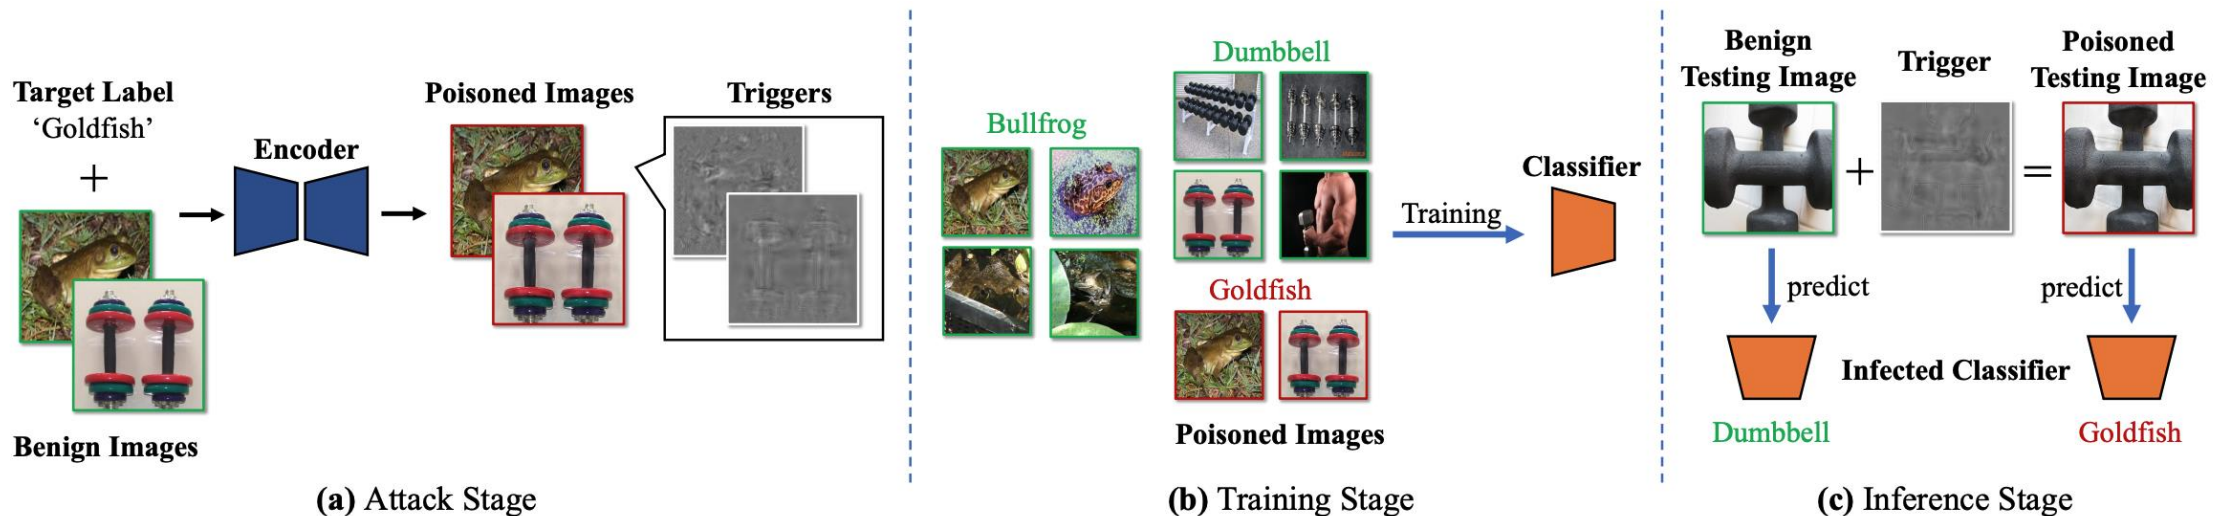 Target Label
‘Goldfish’
+
Benign Images
Encoder
Poisoned Images
Triggers
(a) Attack Stage
Bullfrog
Dumbbell
Goldfish
Poisoned Images
Training
Classifier
(b) Training Stage
Benign
Testing Image
+
Trigger
=
Poisoned
Testing Image
predict
predict
Infected Classifier
Dumbbell
Goldfish
(c) Inference Stage